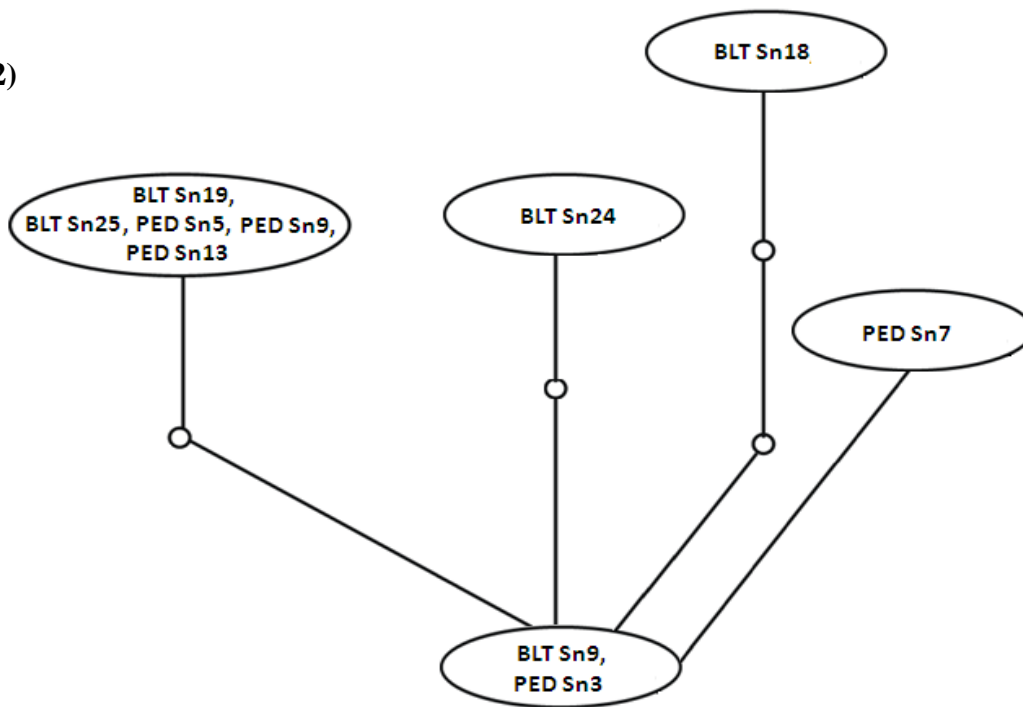 2)
BLT Sn18
BLT Sn19,
BLT Sn25, PED Sn5, PED Sn9,
PED Sn13
BLT Sn24
PED Sn7
BLT Sn9,
PED Sn3